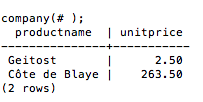 company(# );
productname | unitprice
---------------+-----------
Geitost | 2.50
Côte de Blaye | 263.50
(2 rows)